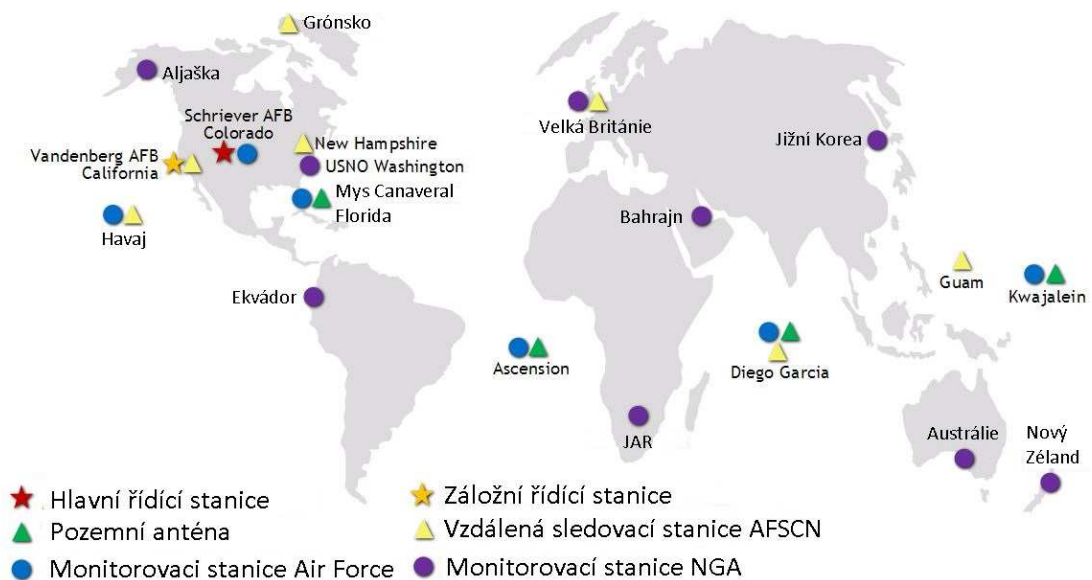 Grónsko
Aljaška
Schriever AFB
Colorado
Velká Británie
New Hampshire
Jižní Korea
Vandenberg AFB
California
USNO Washington
Mys Canaveral
Florida
Bahrajn
Havaj
Guam
Ekvádor
Kwajalein
Ascension
Diego Garcia
JAR
Austrálie
Nový
Zéland
Hlavní řídící stanice
Záložní řídící stanice
Pozemní anténa
Vzdálená sledovací stanice AFSCN
Monitorovaci stanice Air Force
Monitorovací stanice NGA